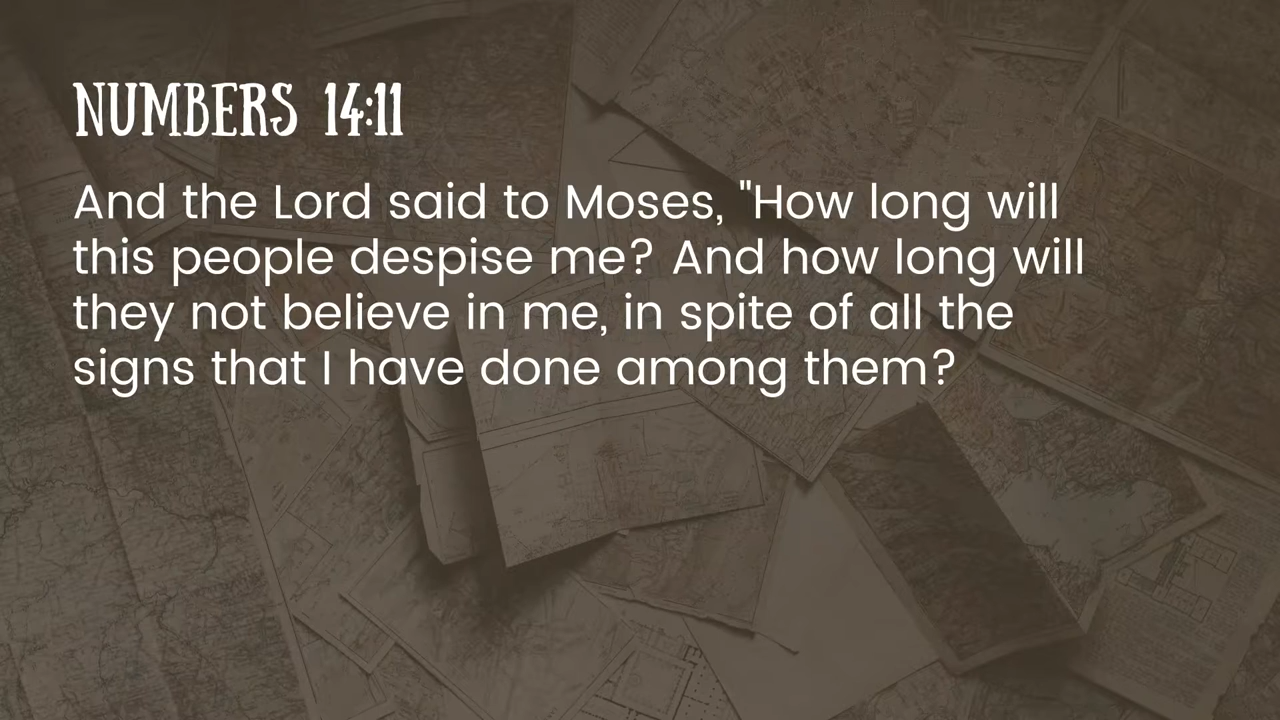 NUMBERS 14:11
And the Lord said to Moses, "How long will
this people despise me? And how long will
they not believe in me, in spite of all the
signs that I have done among them?